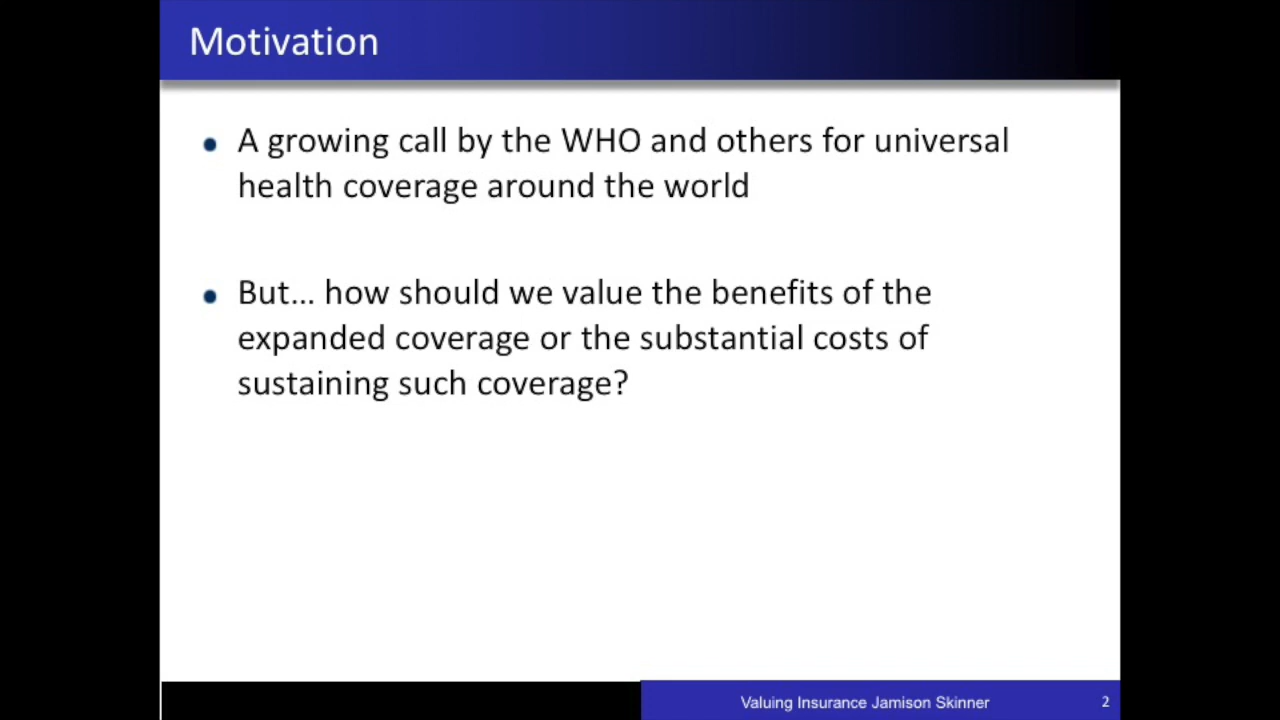 Motivation
• A growing call by the WHO and others for universal
health coverage around the world
• But... how should we value the benefits of the
expanded coverage or the substantial costs of
sustaining such coverage?
Valuing Insurance Jamison Skinner 2